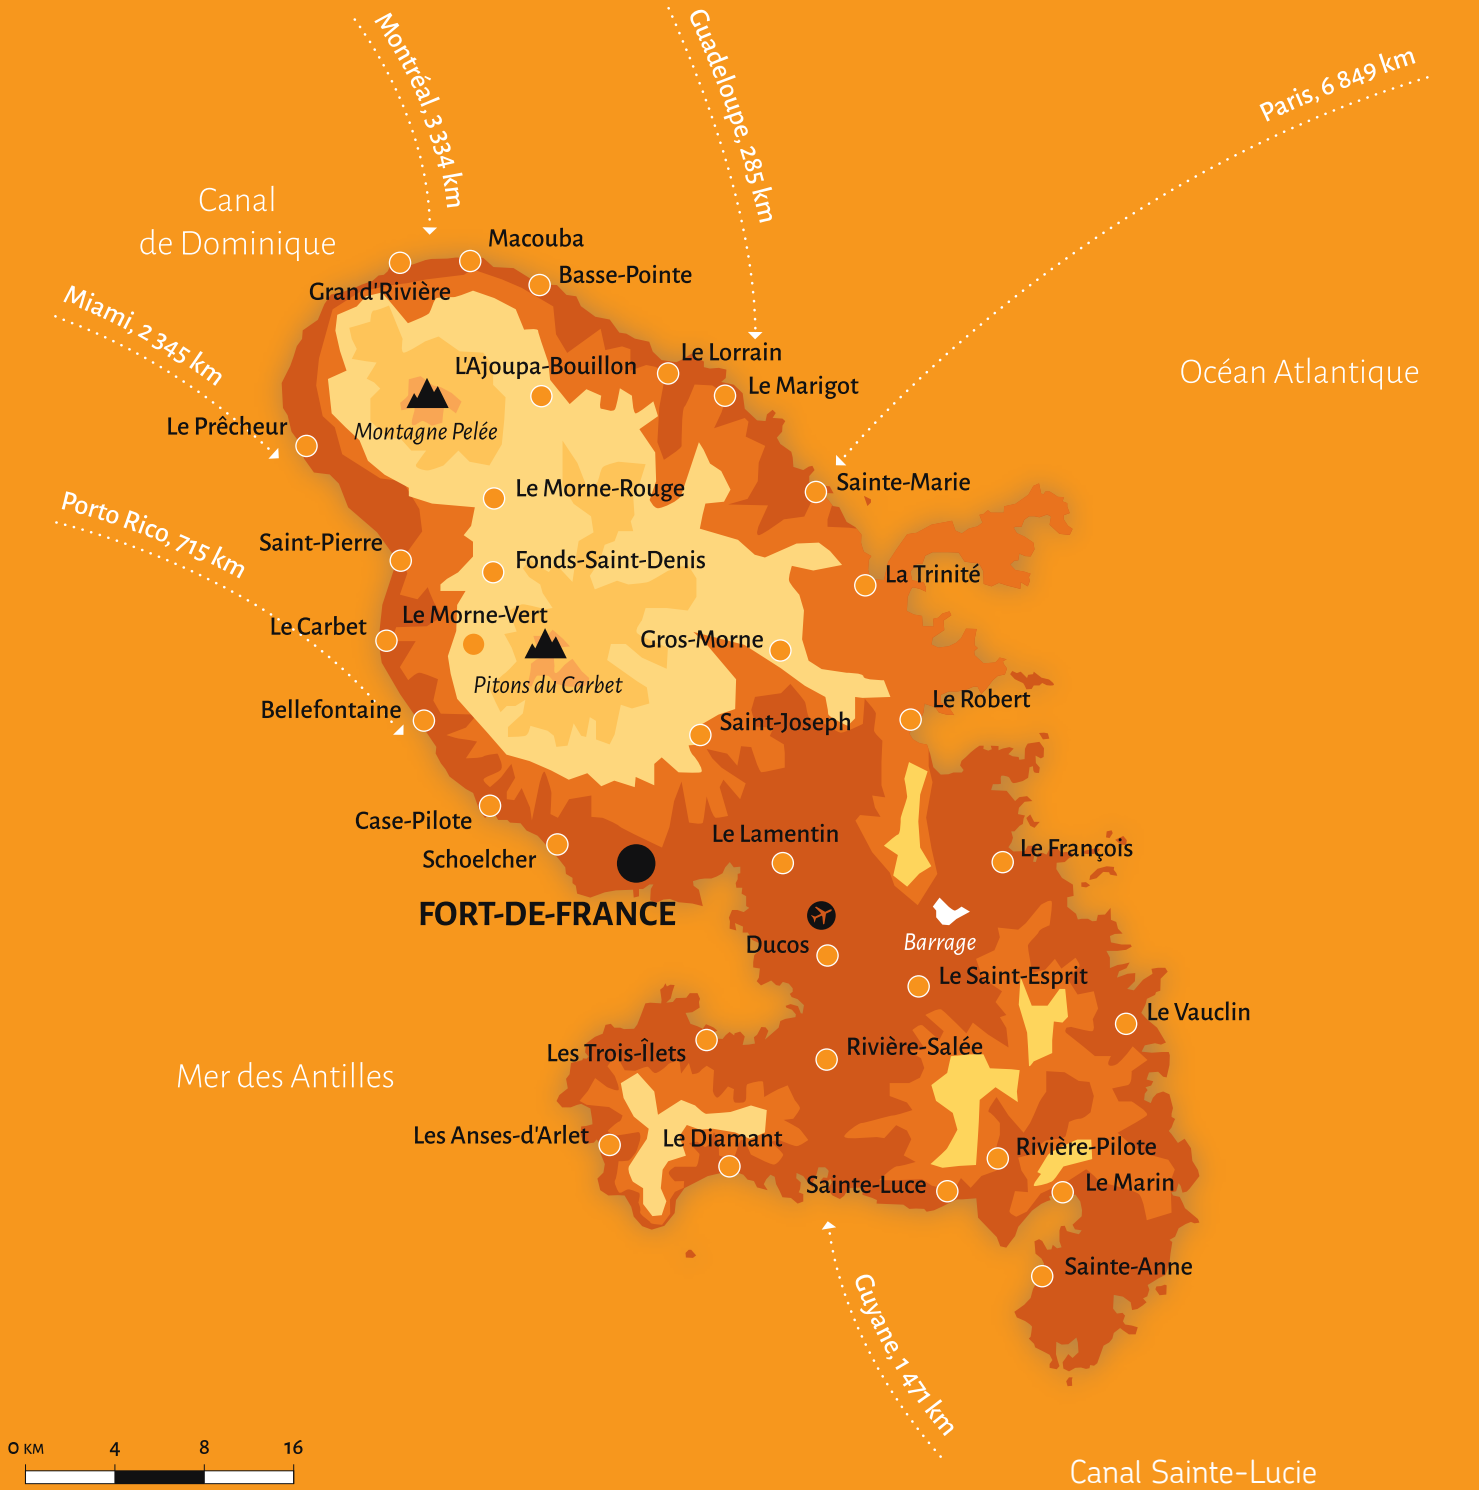 Montréal, 3 334 km
Guadeloupe, 285 km
Paris, 6 849 km
Canal
de Dominique
Macouba
Basse-Pointe
Grand'Rivière
Miami, 2 345 km
Le Lorrain
L'Ajoupa-Bouillon
Océan Atlantique
Le Marigot
Le Prêcheur
Montagne Pelée
Sainte-Marie
Le Morne-Rouge
Porto Rico, 715 km
Saint-Pierre
Fonds-Saint-Denis
La Trinité
Le Morne-Vert
Le Carbet
Gros-Morne
Pitons du Carbet
Le Robert
Bellefontaine
Saint-Joseph
Case-Pilote
Le Lamentin
Le François
Schoelcher
FORT-DE-FRANCE
Barrage
Ducos
Le Saint-Esprit
Le Vauclin
Les Trois-Îlets
Rivière-Salée
Mer des Antilles
Les Anses-d'Arlet
Le Diamant
Rivière-Pilote
Sainte-Luce
Le Marin
Sainte-Anne
Guyane, 1 471 km
0 KM 4 8 16
Canal Sainte-Lucie